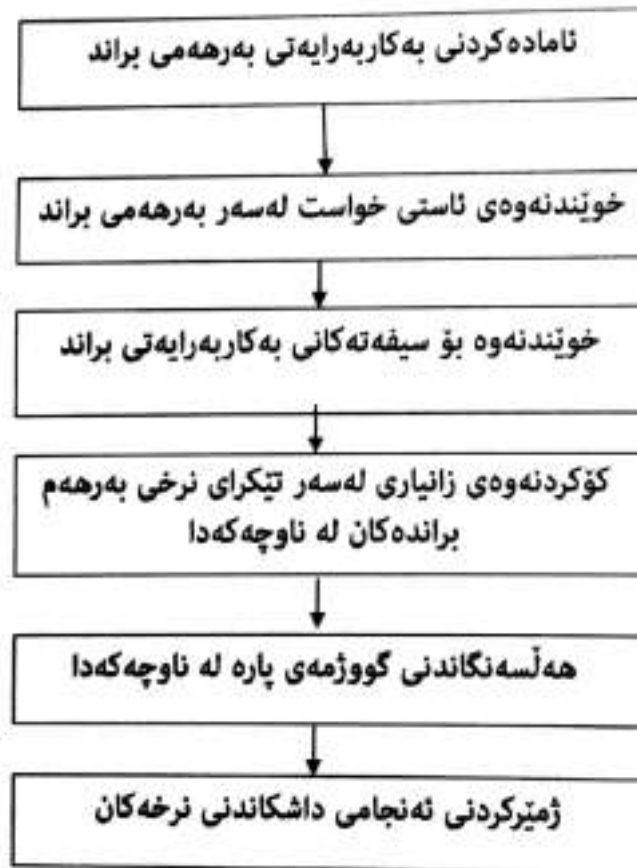 ئامادەکردنی بەکاربەرایەتی بەرهەمی براند
خوێندنەوەی ئاستی خواست لەسەر بەرهەمی براند
خوێندنەوە بۆ سیفەتەکانی بەکاربەرایەتی براند
کۆکردنەوەی زانیاری لەسەر تێکرای نرخی بەرهەم
براندەکان لە ناوچەکەدا
هەڵسەنگاندنی گووژمەی پارە لە ناوچەکەدا
ژمێرکردنی ئەنجامی داشکاندنی نرخەکان